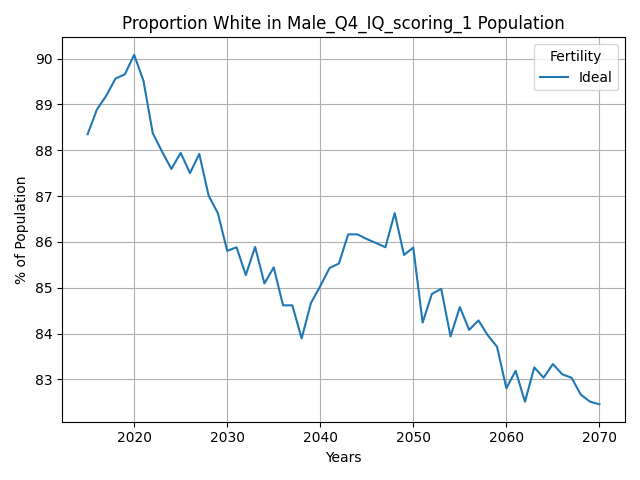 Proportion White in Male_Q4_IQ_scoring_1 Population
Fertility
Ideal
90
89
88
87
86
85
84
83
% of Population
2020 2030 2040 2050 2060 2070
Years